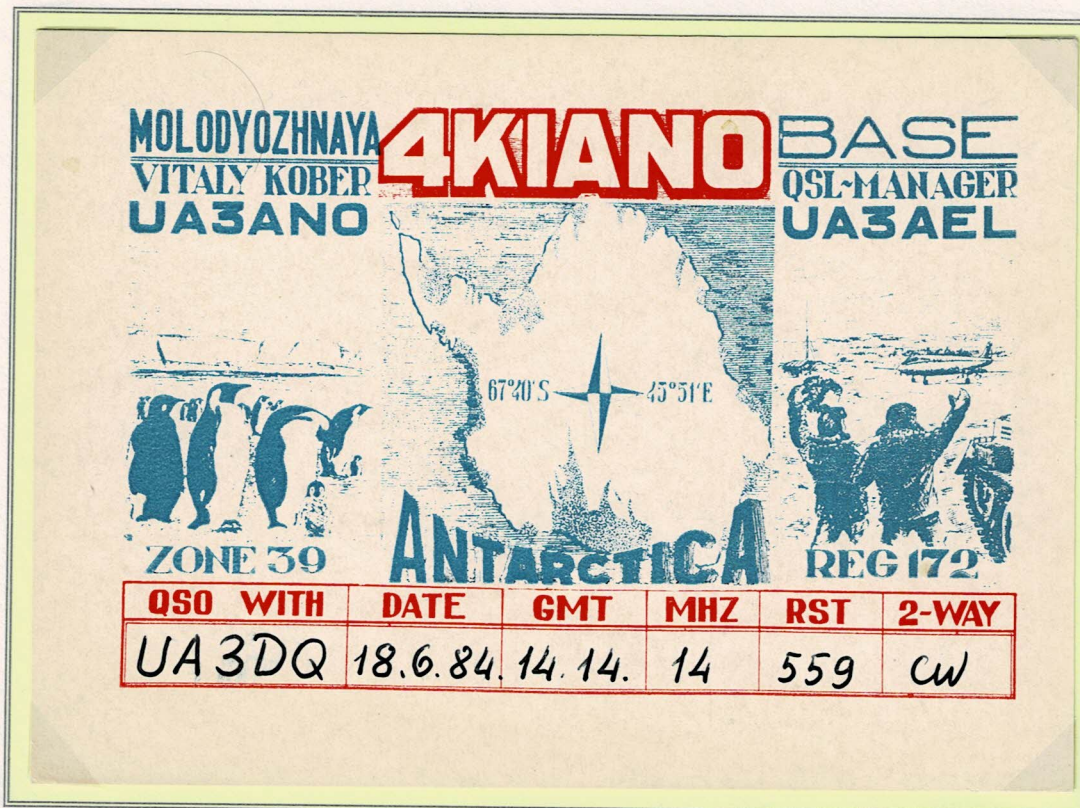 MOLODYOZHNAYA
VITALY KOBER
UA3ANO
4K1ANO
BASE
QSL-MANAGER
UA3AEL
67°40'S 45°51'E
ZONE 39
ANTARCTICA
REG 172
QSO WITH DATE GMT MHZ RST 2-WAY
UA3DQ 18.6.84. 14.14. 14 559 CW